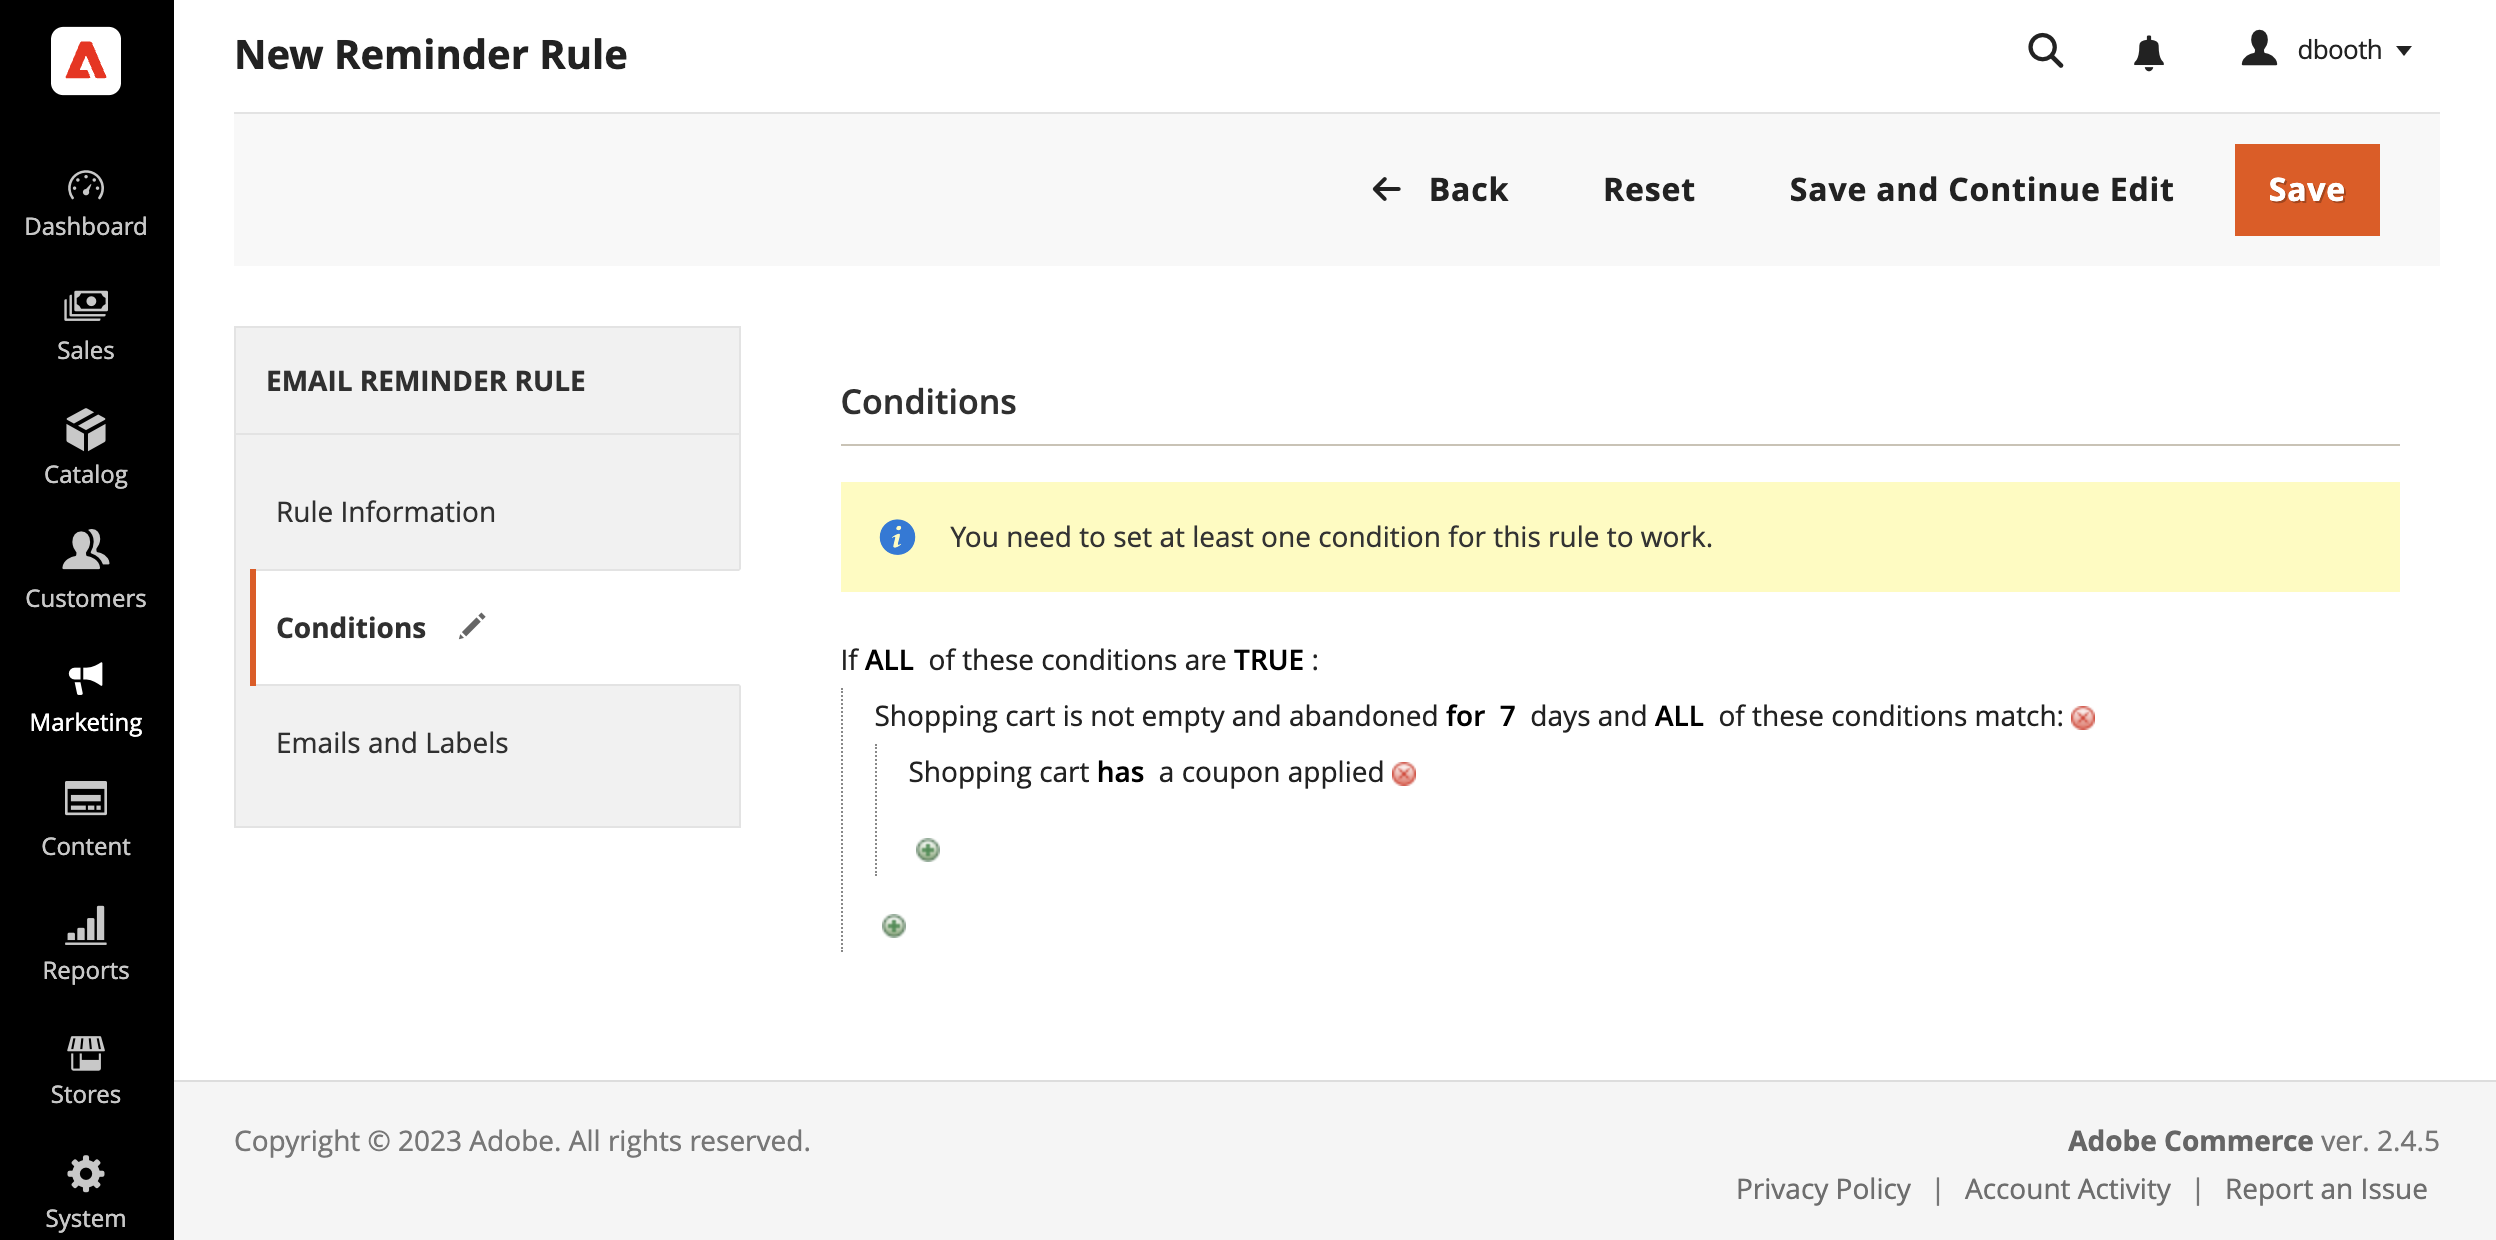 New Reminder Rule
dbooth
Back
Reset
Save and Continue Edit
Save
Dashboard
Sales
Catalog
Customers
Marketing
Content
Reports
Stores
System
EMAIL REMINDER RULE
Rule Information
Conditions
Emails and Labels
Conditions
You need to set at least one condition for this rule to work.
If ALL of these conditions are TRUE :
Shopping cart is not empty and abandoned for 7 days and ALL of these conditions match:
Shopping cart has a coupon applied
Copyright © 2023 Adobe. All rights reserved.
Adobe Commerce ver. 2.4.5
Privacy Policy | Account Activity | Report an Issue